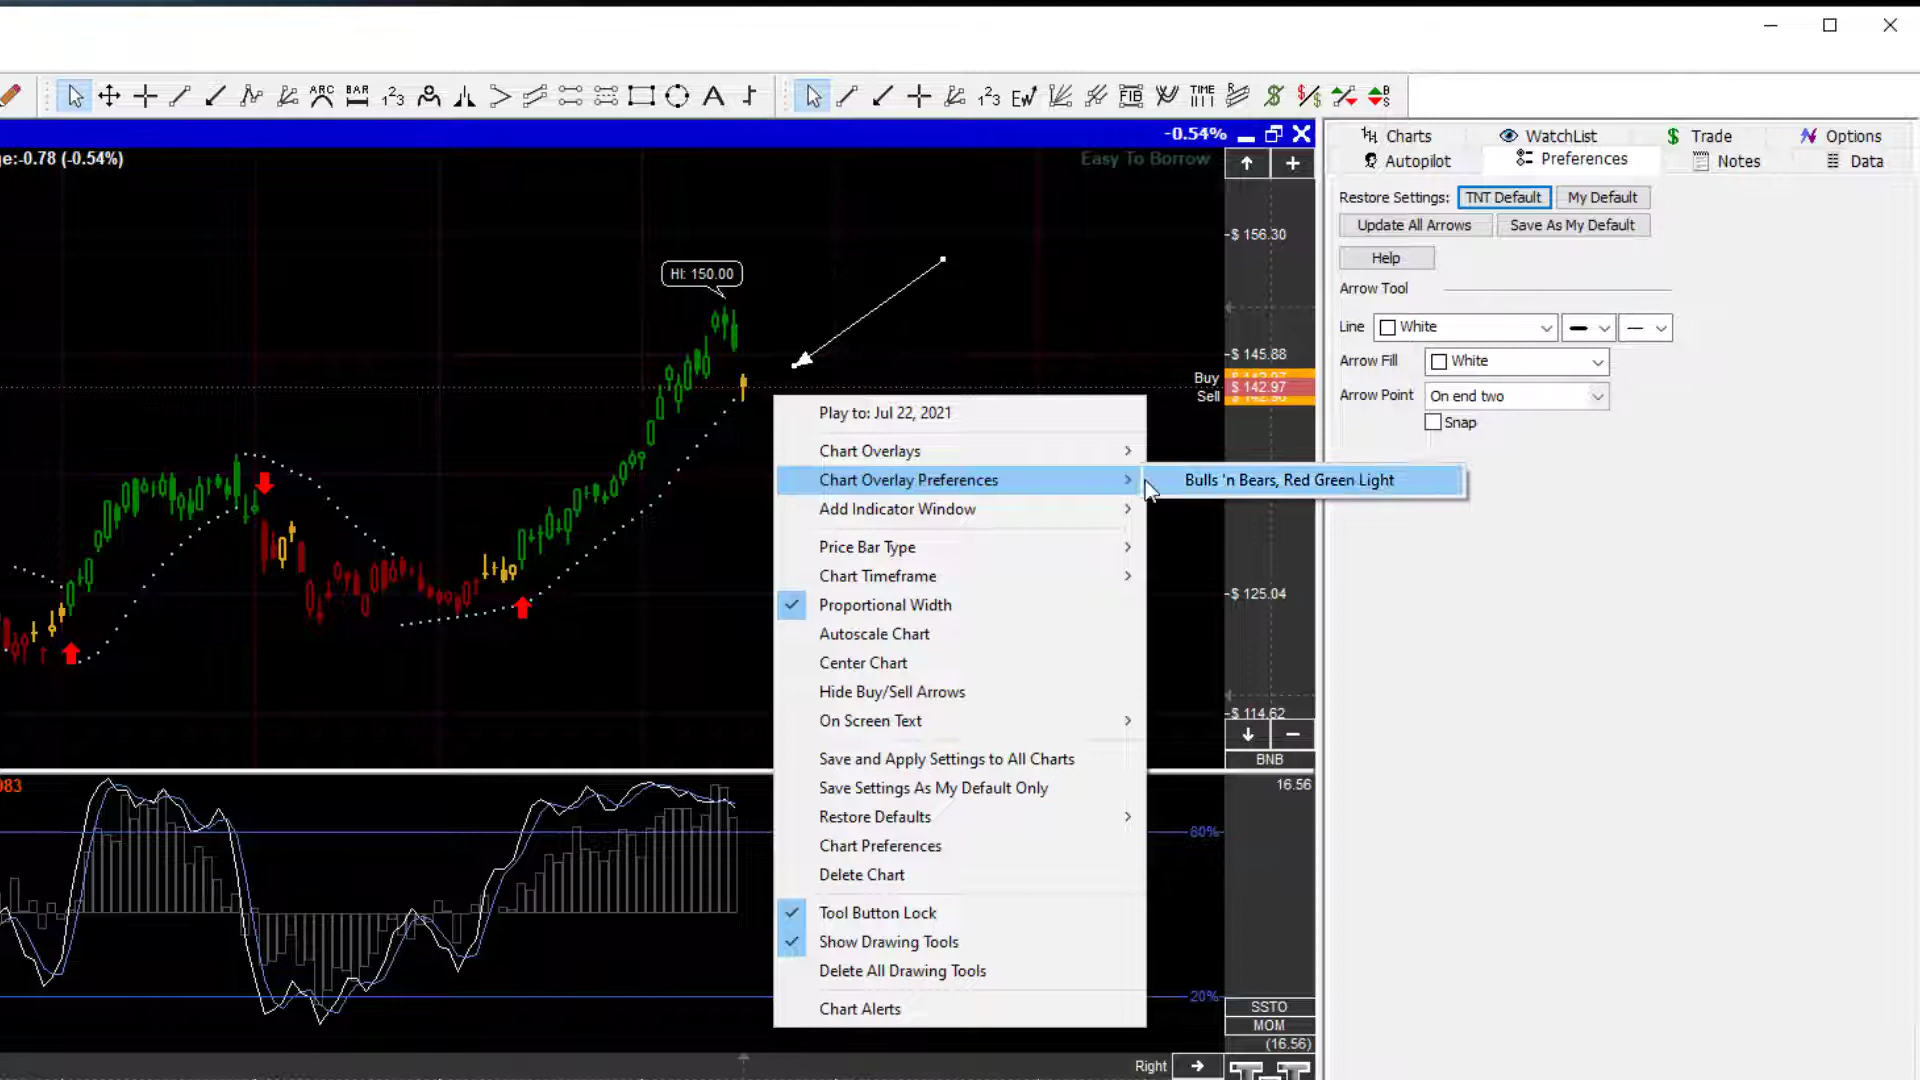 ARC BAR 123 A
123 EW FIB TIME
-0.54%
e:-0.78 (-0.54%)
Easy To Borrow
Charts WatchList Trade Options
Autopilot Preferences Notes Data
Restore Settings: TNT Default My Default
Update All Arrows Save As My Default
Help
Arrow Tool
Line White
Arrow Fill White
Arrow Point On end two
Snap
$ 156.30
HI: 150.00
$ 145.88
Buy
$ 142.97
Sell
$ 125.04
$ 114.62
BNB
Play to: Jul 22, 2021
Chart Overlays
Chart Overlay Preferences
Bulls 'n Bears, Red Green Light
Add Indicator Window
Price Bar Type
Chart Timeframe
Proportional Width
Autoscale Chart
Center Chart
Hide Buy/Sell Arrows
On Screen Text
Save and Apply Settings to All Charts
Save Settings As My Default Only
Restore Defaults
Chart Preferences
Delete Chart
Tool Button Lock
Show Drawing Tools
Delete All Drawing Tools
Chart Alerts
083
16.56
80%
20%
SSTO
MOM
(16.56)
Right